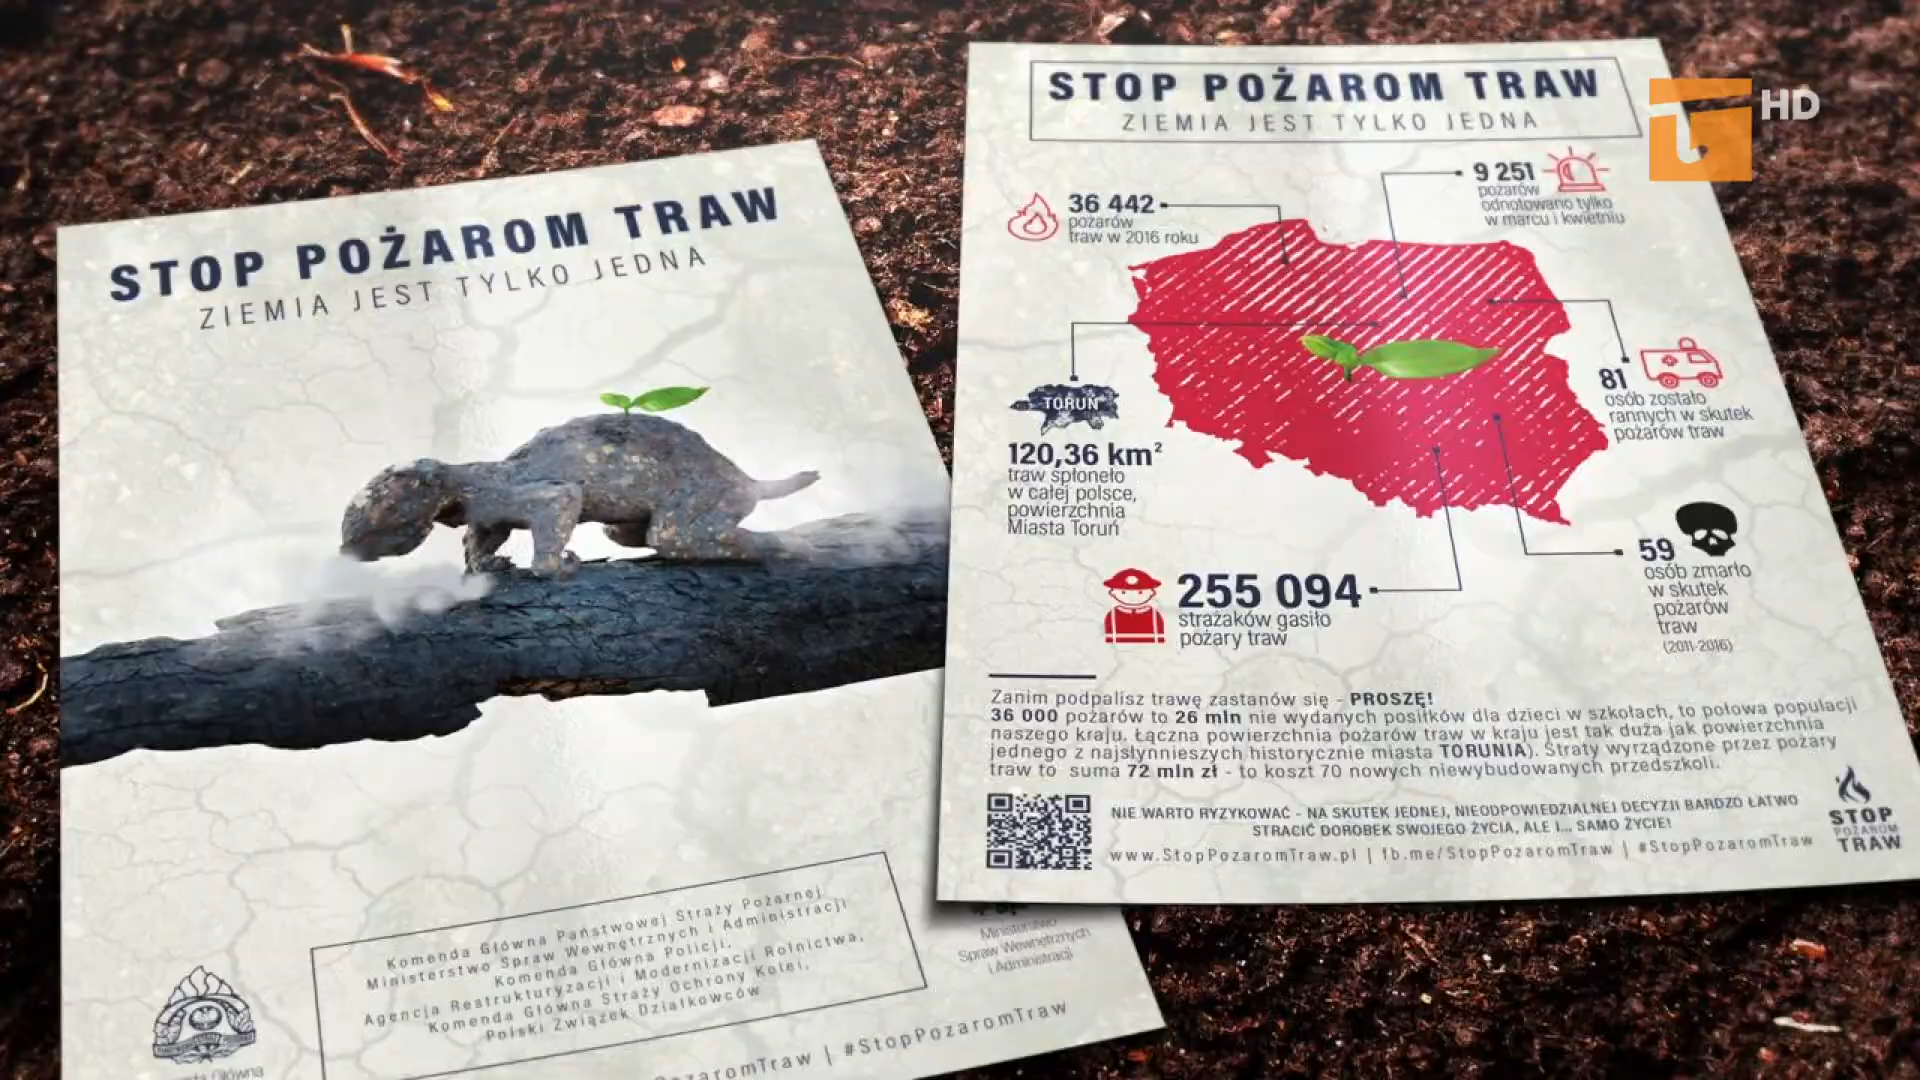 STOP POŻAROM TRAW
ZIEMIA JEST TYLKO JEDNA
Komenda Główna Państwowej Straży Pożarnej
Ministerstwo Spraw Wewnętrznych i Administracji
Komenda Główna Policji,
Agencja Restrukturyzacji i Modernizacji Rolnictwa,
Komenda Główna Straży Ochrony Kolei,
Polski Związek Działkowców
Główna
Ministerstwo
Spraw Wewnętrznych
i Administracji
zaromTraw | #StopPozaromTraw
STOP POŻAROM TRAW
ZIEMIA JEST TYLKO JEDNA
HD
36 442
pożarów
traw w 2016 roku
9 251
pożarów
odnotowano tylko
w marcu i kwietniu
81
osób zostało
rannych w skutek
pożarów traw
TORUŃ
120,36 km²
traw spłonęło
w całej polsce,
powierzchnia
Miasta Toruń
59
osób zmarło
w skutek
pożarów
traw
(2011-2016)
255 094
strażaków gasiło
pożary traw
Zanim podpalisz trawę zastanów się - PROSZĘ!
36 000 pożarów to 26 mln nie wydanych posiłków dla dzieci w szkołach, to połowa populacji
naszego kraju. Łączna powierzchnia pożarów traw w kraju jest tak duża jak powierzchnia
jednego z najsłynnieszych historycznie miasta TORUNIA). Straty wyrządzone przez pożary
traw to suma 72 mln zł - to koszt 70 nowych niewybudowanych przedszkoli.
NIE WARTO RYZYKOWAĆ - NA SKUTEK JEDNEJ, NIEODPOWIEDZIALNEJ DECYZJI BARDZO ŁATWO
STRACIĆ DOROBEK SWOJEGO ŻYCIA, ALE I... SAMO ŻYCIE!
www.StopPozaromTraw.pl | fb.me/StopPozaromTraw | #StopPozaromTraw
STOP
POŻAROM
TRAW